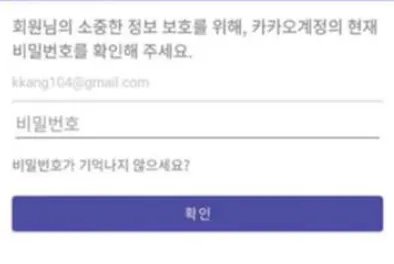 회원님의 소중한 정보 보호를 위해, 카카오계정의 현재
비밀번호를 확인해 주세요.
kkang104@gmail.com
비밀번호
비밀번호가 기억나지 않으세요?
확인